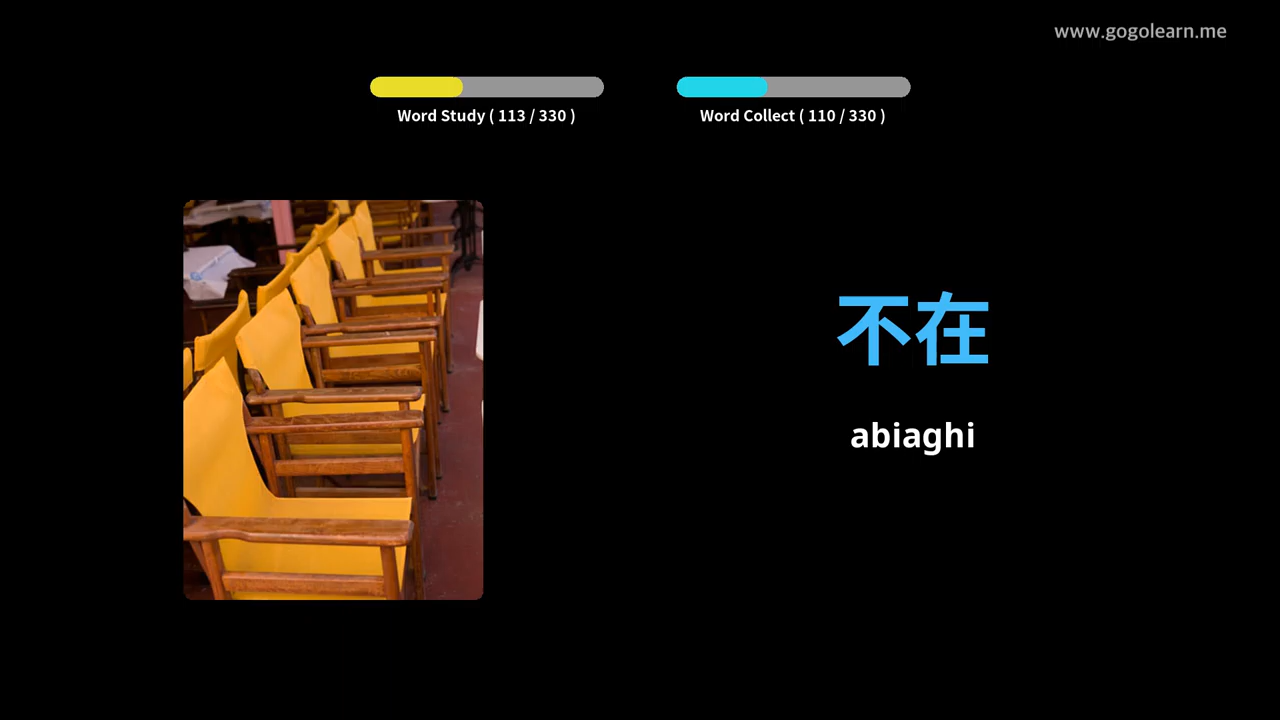 www.gogolearn.me
Word Study ( 113 / 330 )
Word Collect ( 110 / 330 )
不在
abiaghi